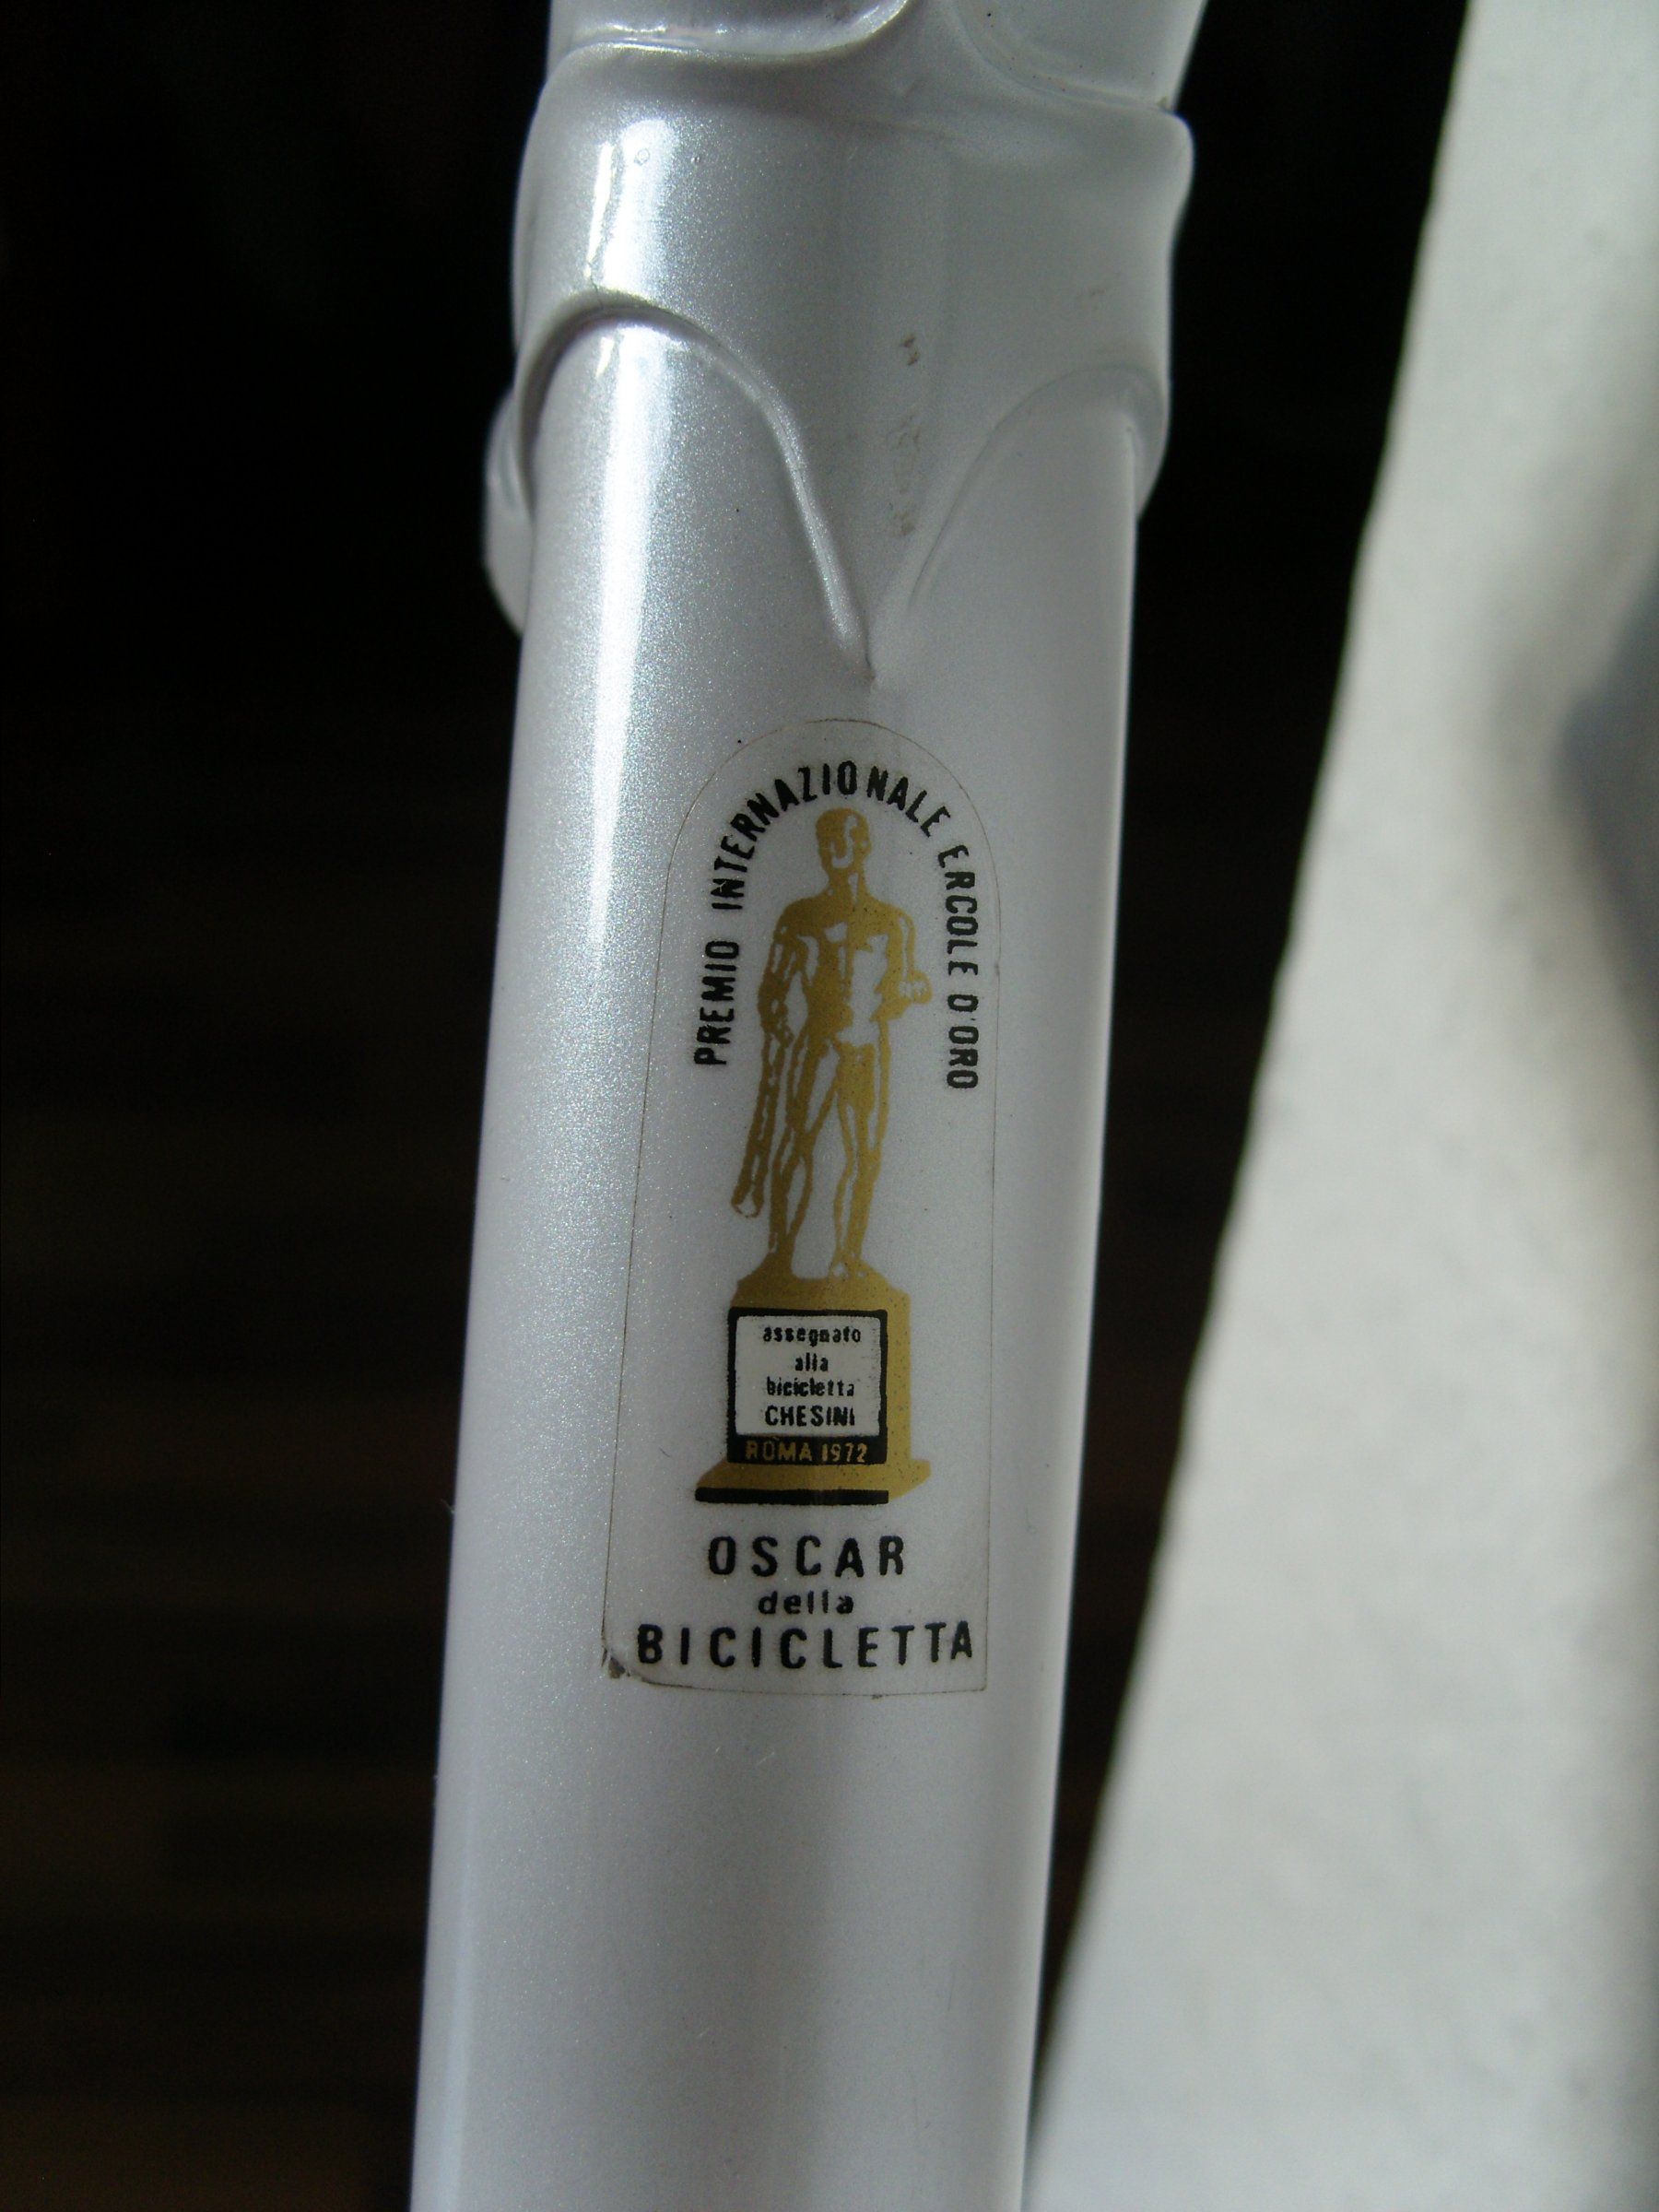 PREMIO INTERNAZIONALE ERCOLE D'ORO
assegnato
alla
bicicletta
CHESINI
ROMA 1972
OSCAR
della
BICICLETTA